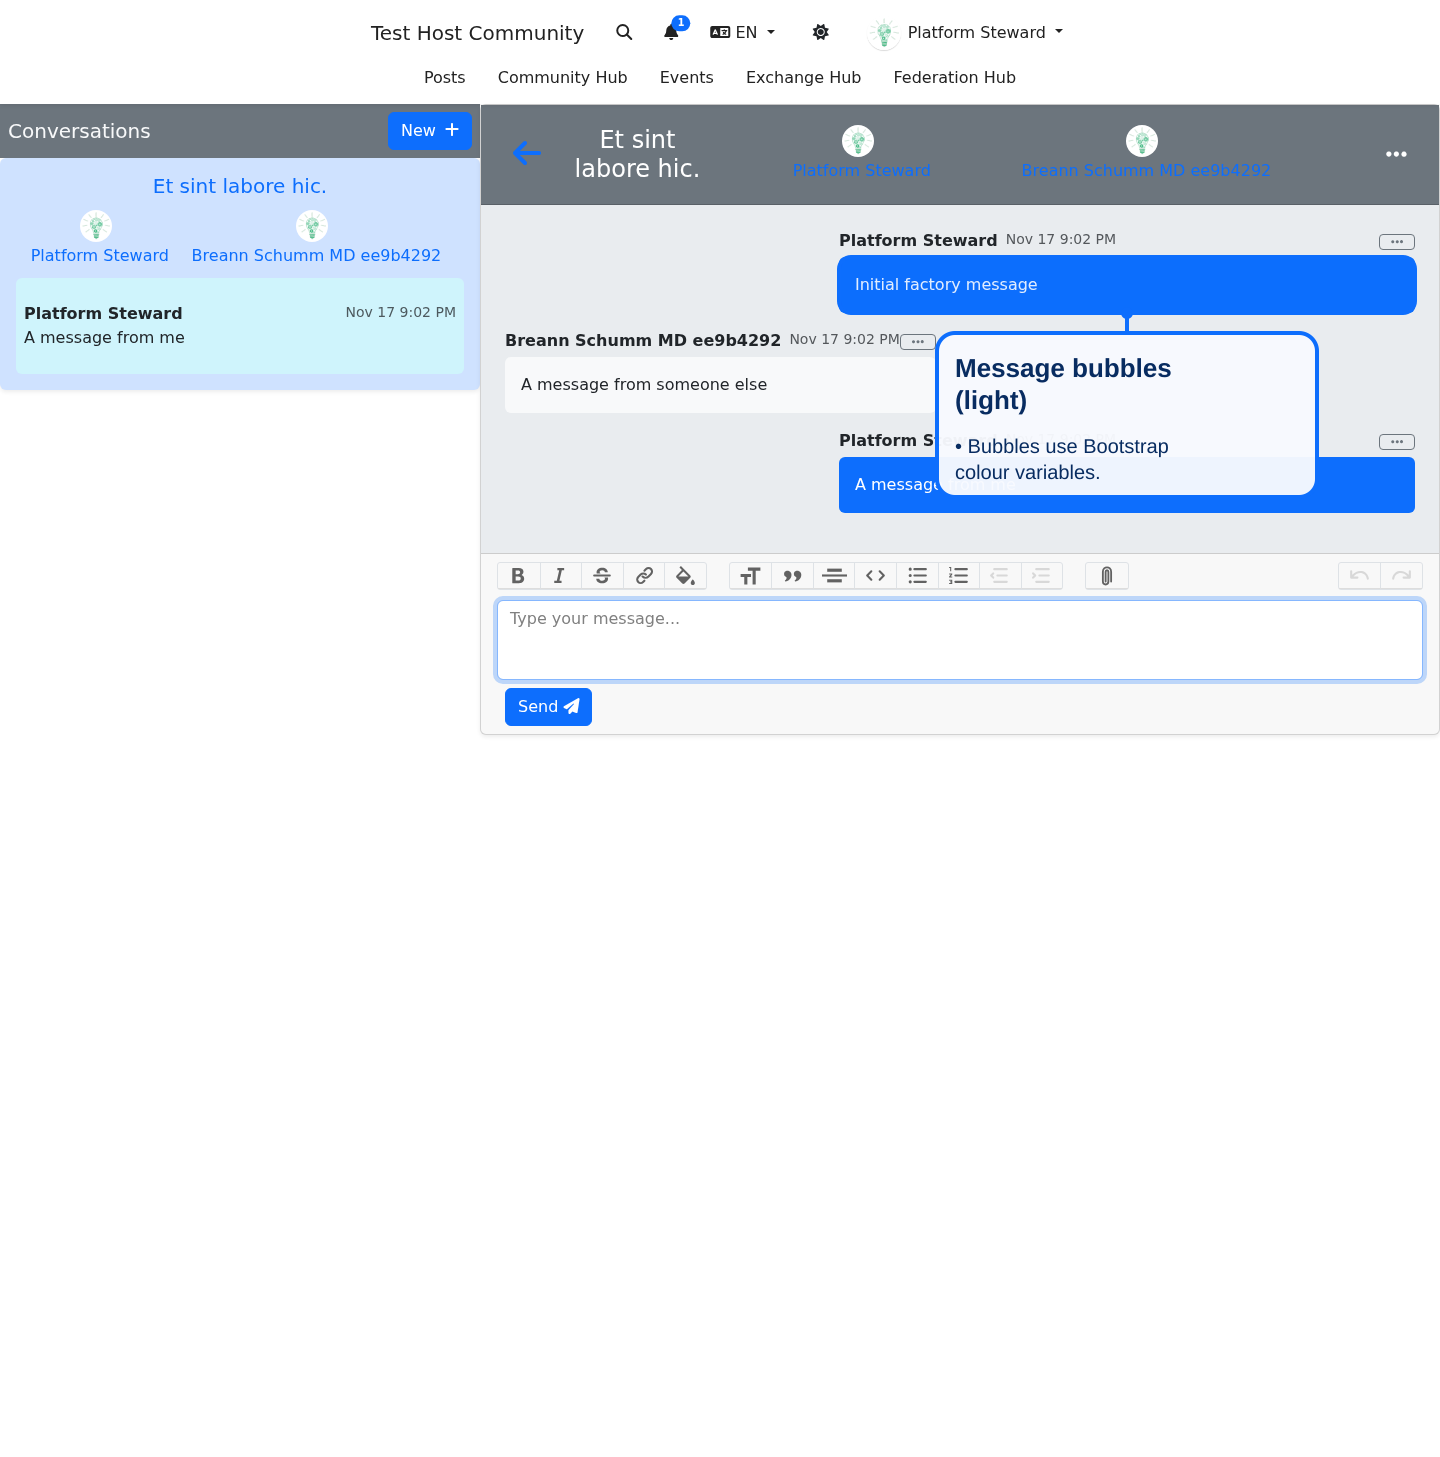 Test Host Community
1
EN
Platform Steward
Posts
Community Hub
Events
Exchange Hub
Federation Hub
Conversations
New
Et sint labore hic.
Platform Steward
Breann Schumm MD ee9b4292
Platform Steward
Nov 17 9:02 PM
A message from me
Et sint
labore hic.
Platform Steward
Breann Schumm MD ee9b4292
Platform Steward Nov 17 9:02 PM
Initial factory message
Breann Schumm MD ee9b4292 Nov 17 9:02 PM
A message from someone else
Platform
A message
Message bubbles
(light)
• Bubbles use Bootstrap
colour variables.
Type your message...
Send